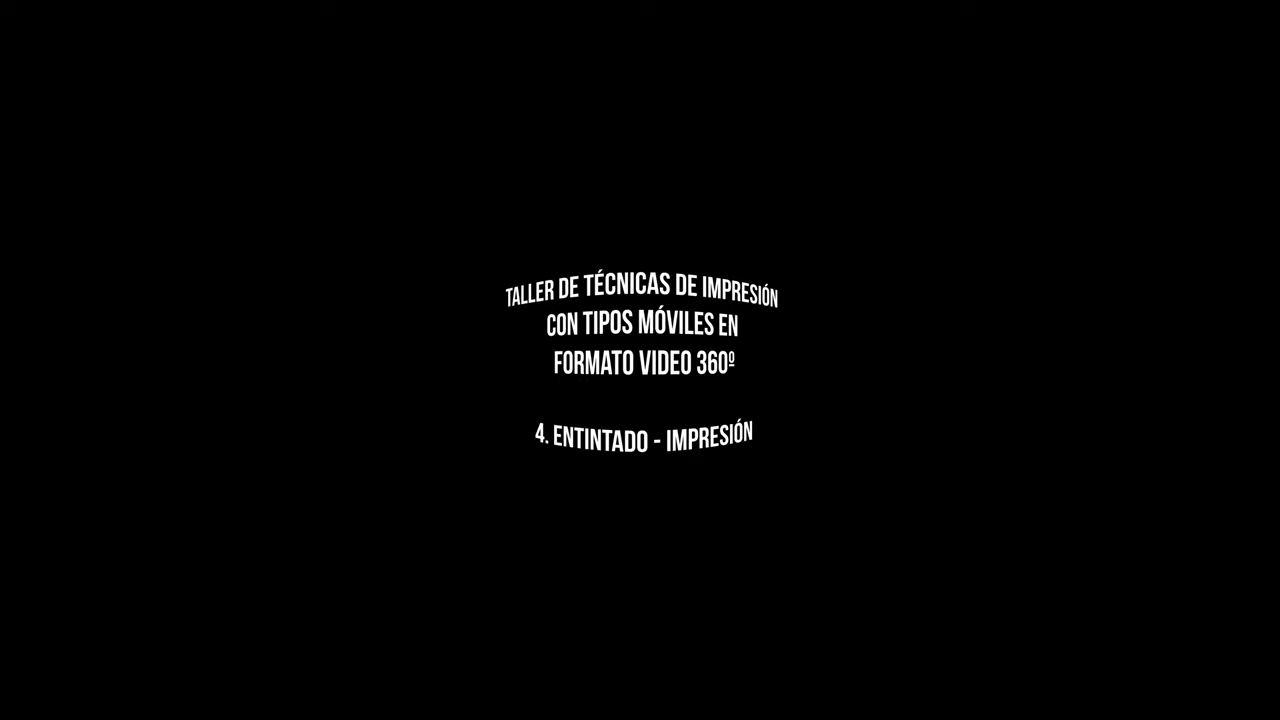 TALLER DE TÉCNICAS DE IMPRESIÓN
CON TIPOS MÓVILES EN
FORMATO VIDEO 360º
4. ENTINTADO - IMPRESIÓN